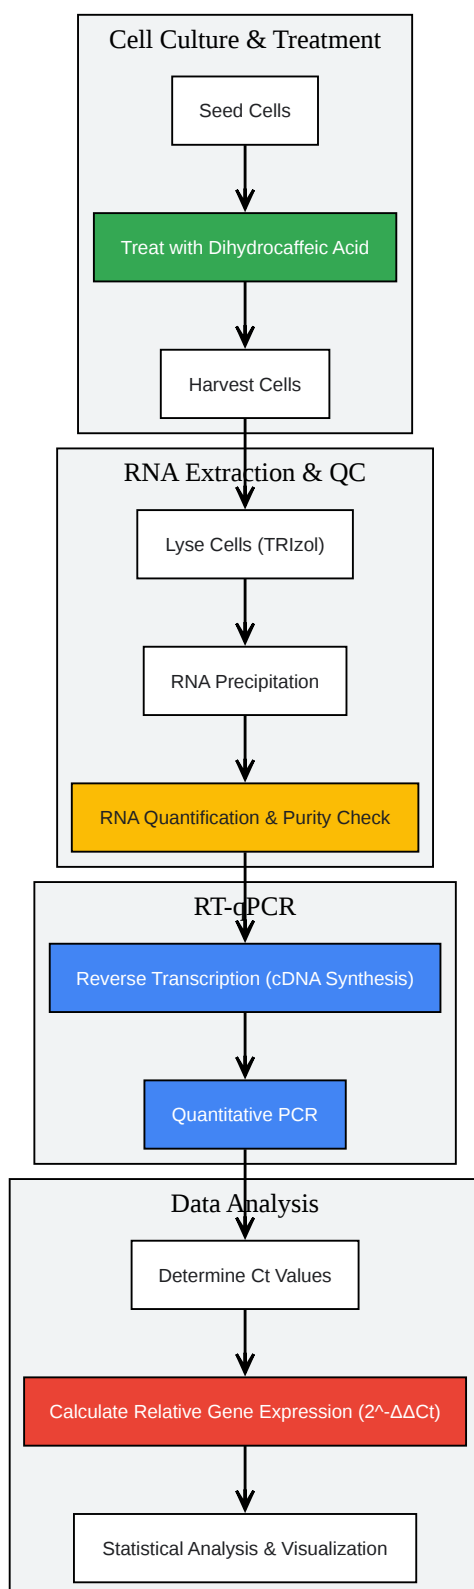 Cell Culture & Treatment
Seed Cells
Treat with Dihydrocaffeic Acid
Harvest Cells
RNA Extraction & QC
Lyse Cells (TRIzol)
RNA Precipitation
RNA Quantification & Purity Check
RT-qPCR
Reverse Transcription (cDNA Synthesis)
Quantitative PCR
Data Analysis
Determine Ct Values
Calculate Relative Gene Expression (2^-ΔΔCt)
Statistical Analysis & Visualization